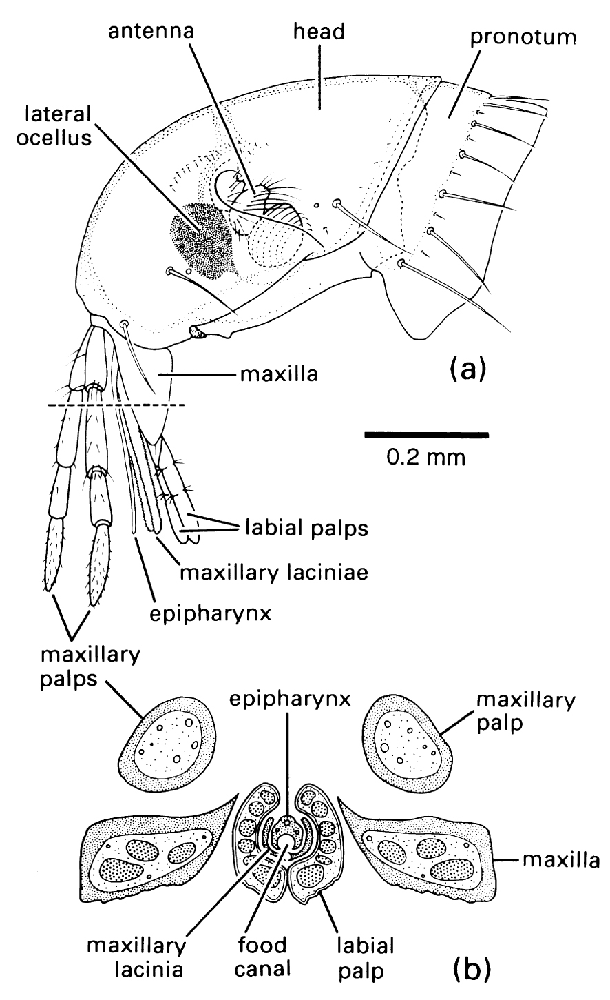 antenna
head
pronotum
lateral
ocellus
(a)
maxilla
0.2 mm
labial palps
maxillary laciniae
epipharynx
maxillary
palps
epipharynx
maxillary
palp
maxilla
maxillary
lacinia
food
canal
labial
palp
(b)